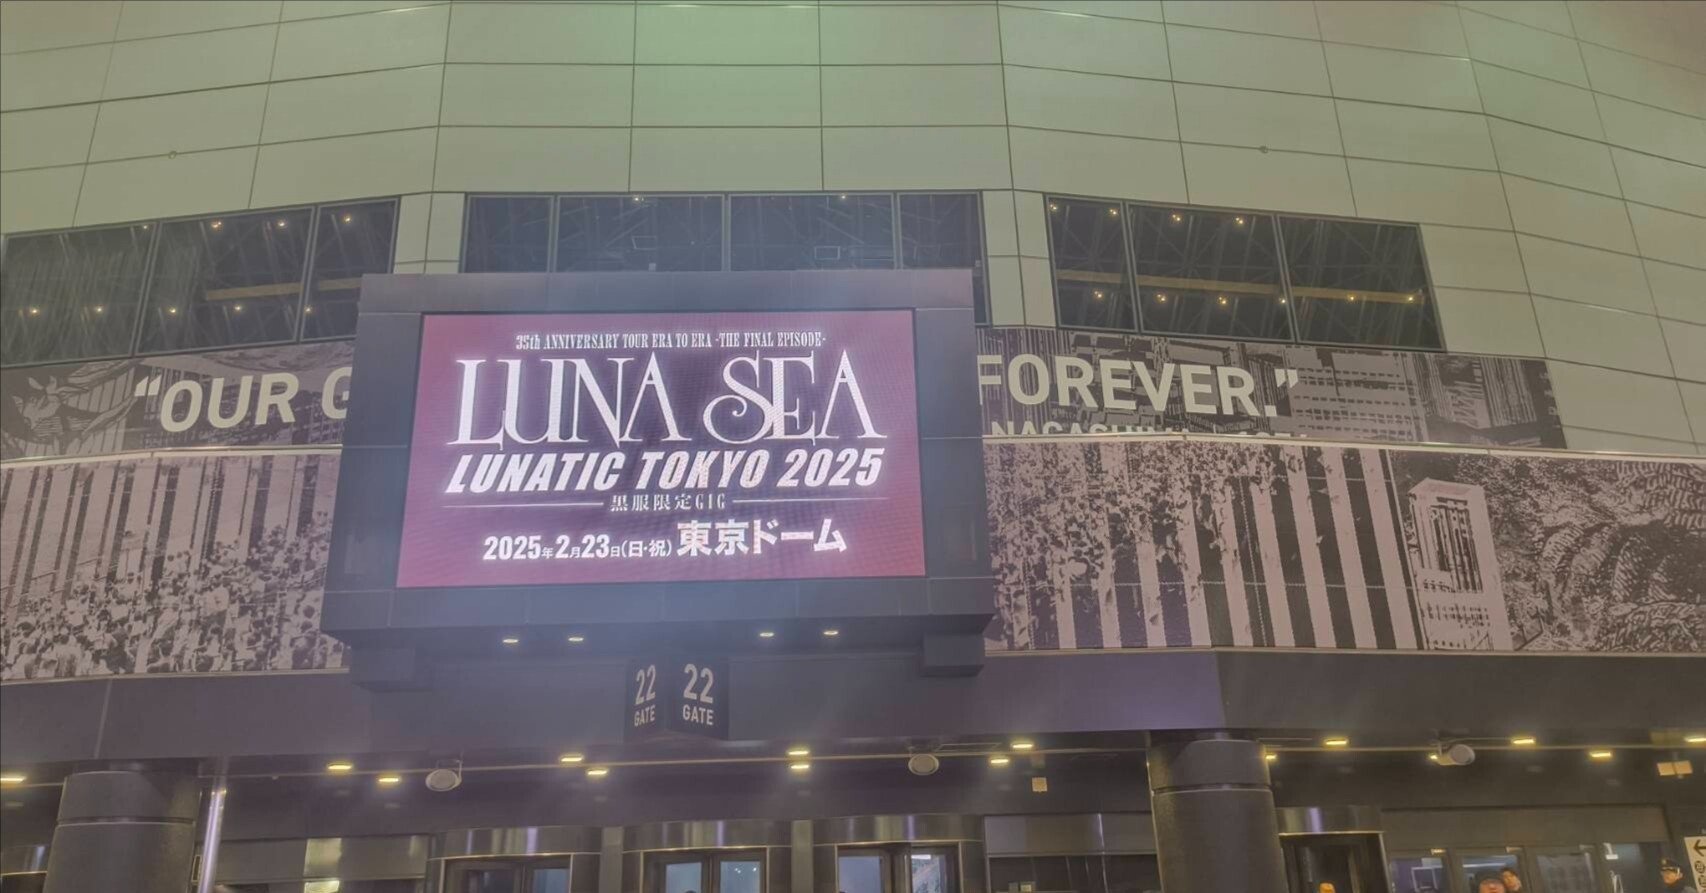 35th ANNIVERSARY TOUR ERA TO ERA -THE FINAL EPISODE-
LUNA SEA
LUNATIC TOKYO 2025
黒服限定GIG
2025年2月23日(日・祝) 東京ドーム
“OUR G
FOREVER.”
22
GATE
22
GATE